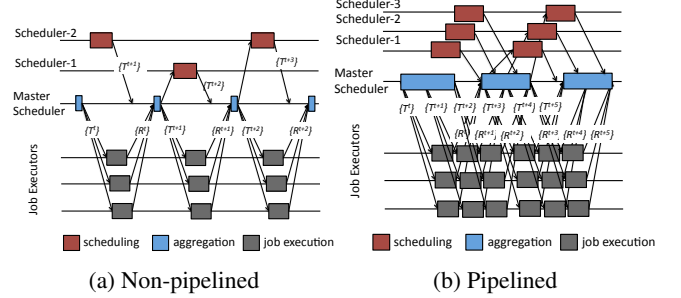 Scheduler-2
Scheduler-1
Master
Scheduler
Job Executors
{T^{t+1}}
{T^{t+2}}
{T^{t+3}}
{T^t}
{R^t}
{T^{t+1}}
{R^{t+1}}
{T^{t+2}}
{R^{t+2}}
scheduling
aggregation
job execution
(a) Non-pipelined
Scheduler-3
Scheduler-2
Scheduler-1
Master
Scheduler
Job Executors
{T^t}
{T^{t+1}}
{T^{t+2}}
{T^{t+3}}
{T^{t+4}}
{T^{t+5}}
{R^{t+1}}
{R^{t+2}}
{R^{t+3}}
{R^{t+4}}
{R^{t+5}}
scheduling
aggregation
job execution
(b) Pipelined